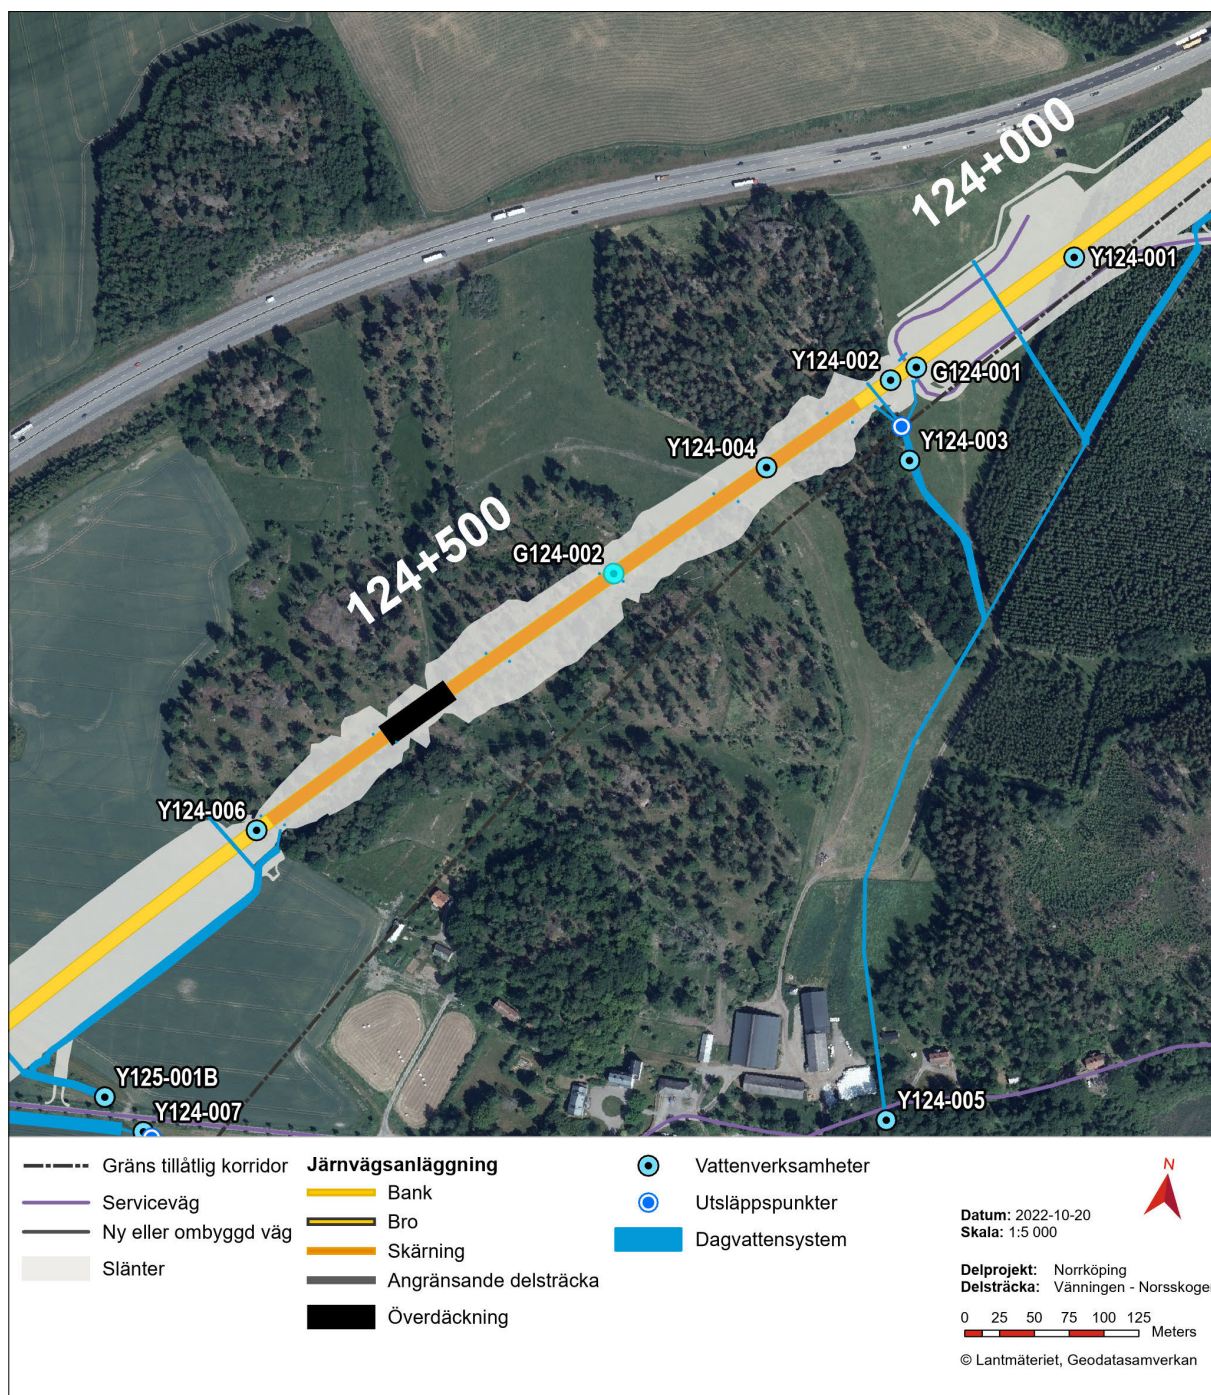 124+000
Y124-001
Y124-002
G124-001
Y124-003
Y124-004
124+500
G124-002
Y124-006
Y125-001B
Y124-007
Y124-005
Gräns tillåtlig korridor
Serviceväg
Ny eller ombyggd väg
Slänter
Järnvägsanläggning
Bank
Bro
Skärning
Angränsande delsträcka
Överdäckning
Vattenverksamheter
Utsläppspunkter
Dagvattensystem
N
Datum: 2022-10-20
Skala: 1:5 000
Delprojekt: Norrköping
Delsträcka: Vänningen - Norsskoge
0 25 50 75 100 125
Meters
© Lantmäteriet, Geodatasamverkan